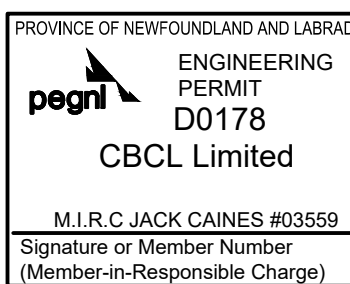 PROVINCE OF NEWFOUNDLAND AND LABRAD
pegnl
ENGINEERING
PERMIT
D0178
CBCL Limited
M.I.R.C JACK CAINES #03559
Signature or Member Number
(Member-in-Responsible Charge)